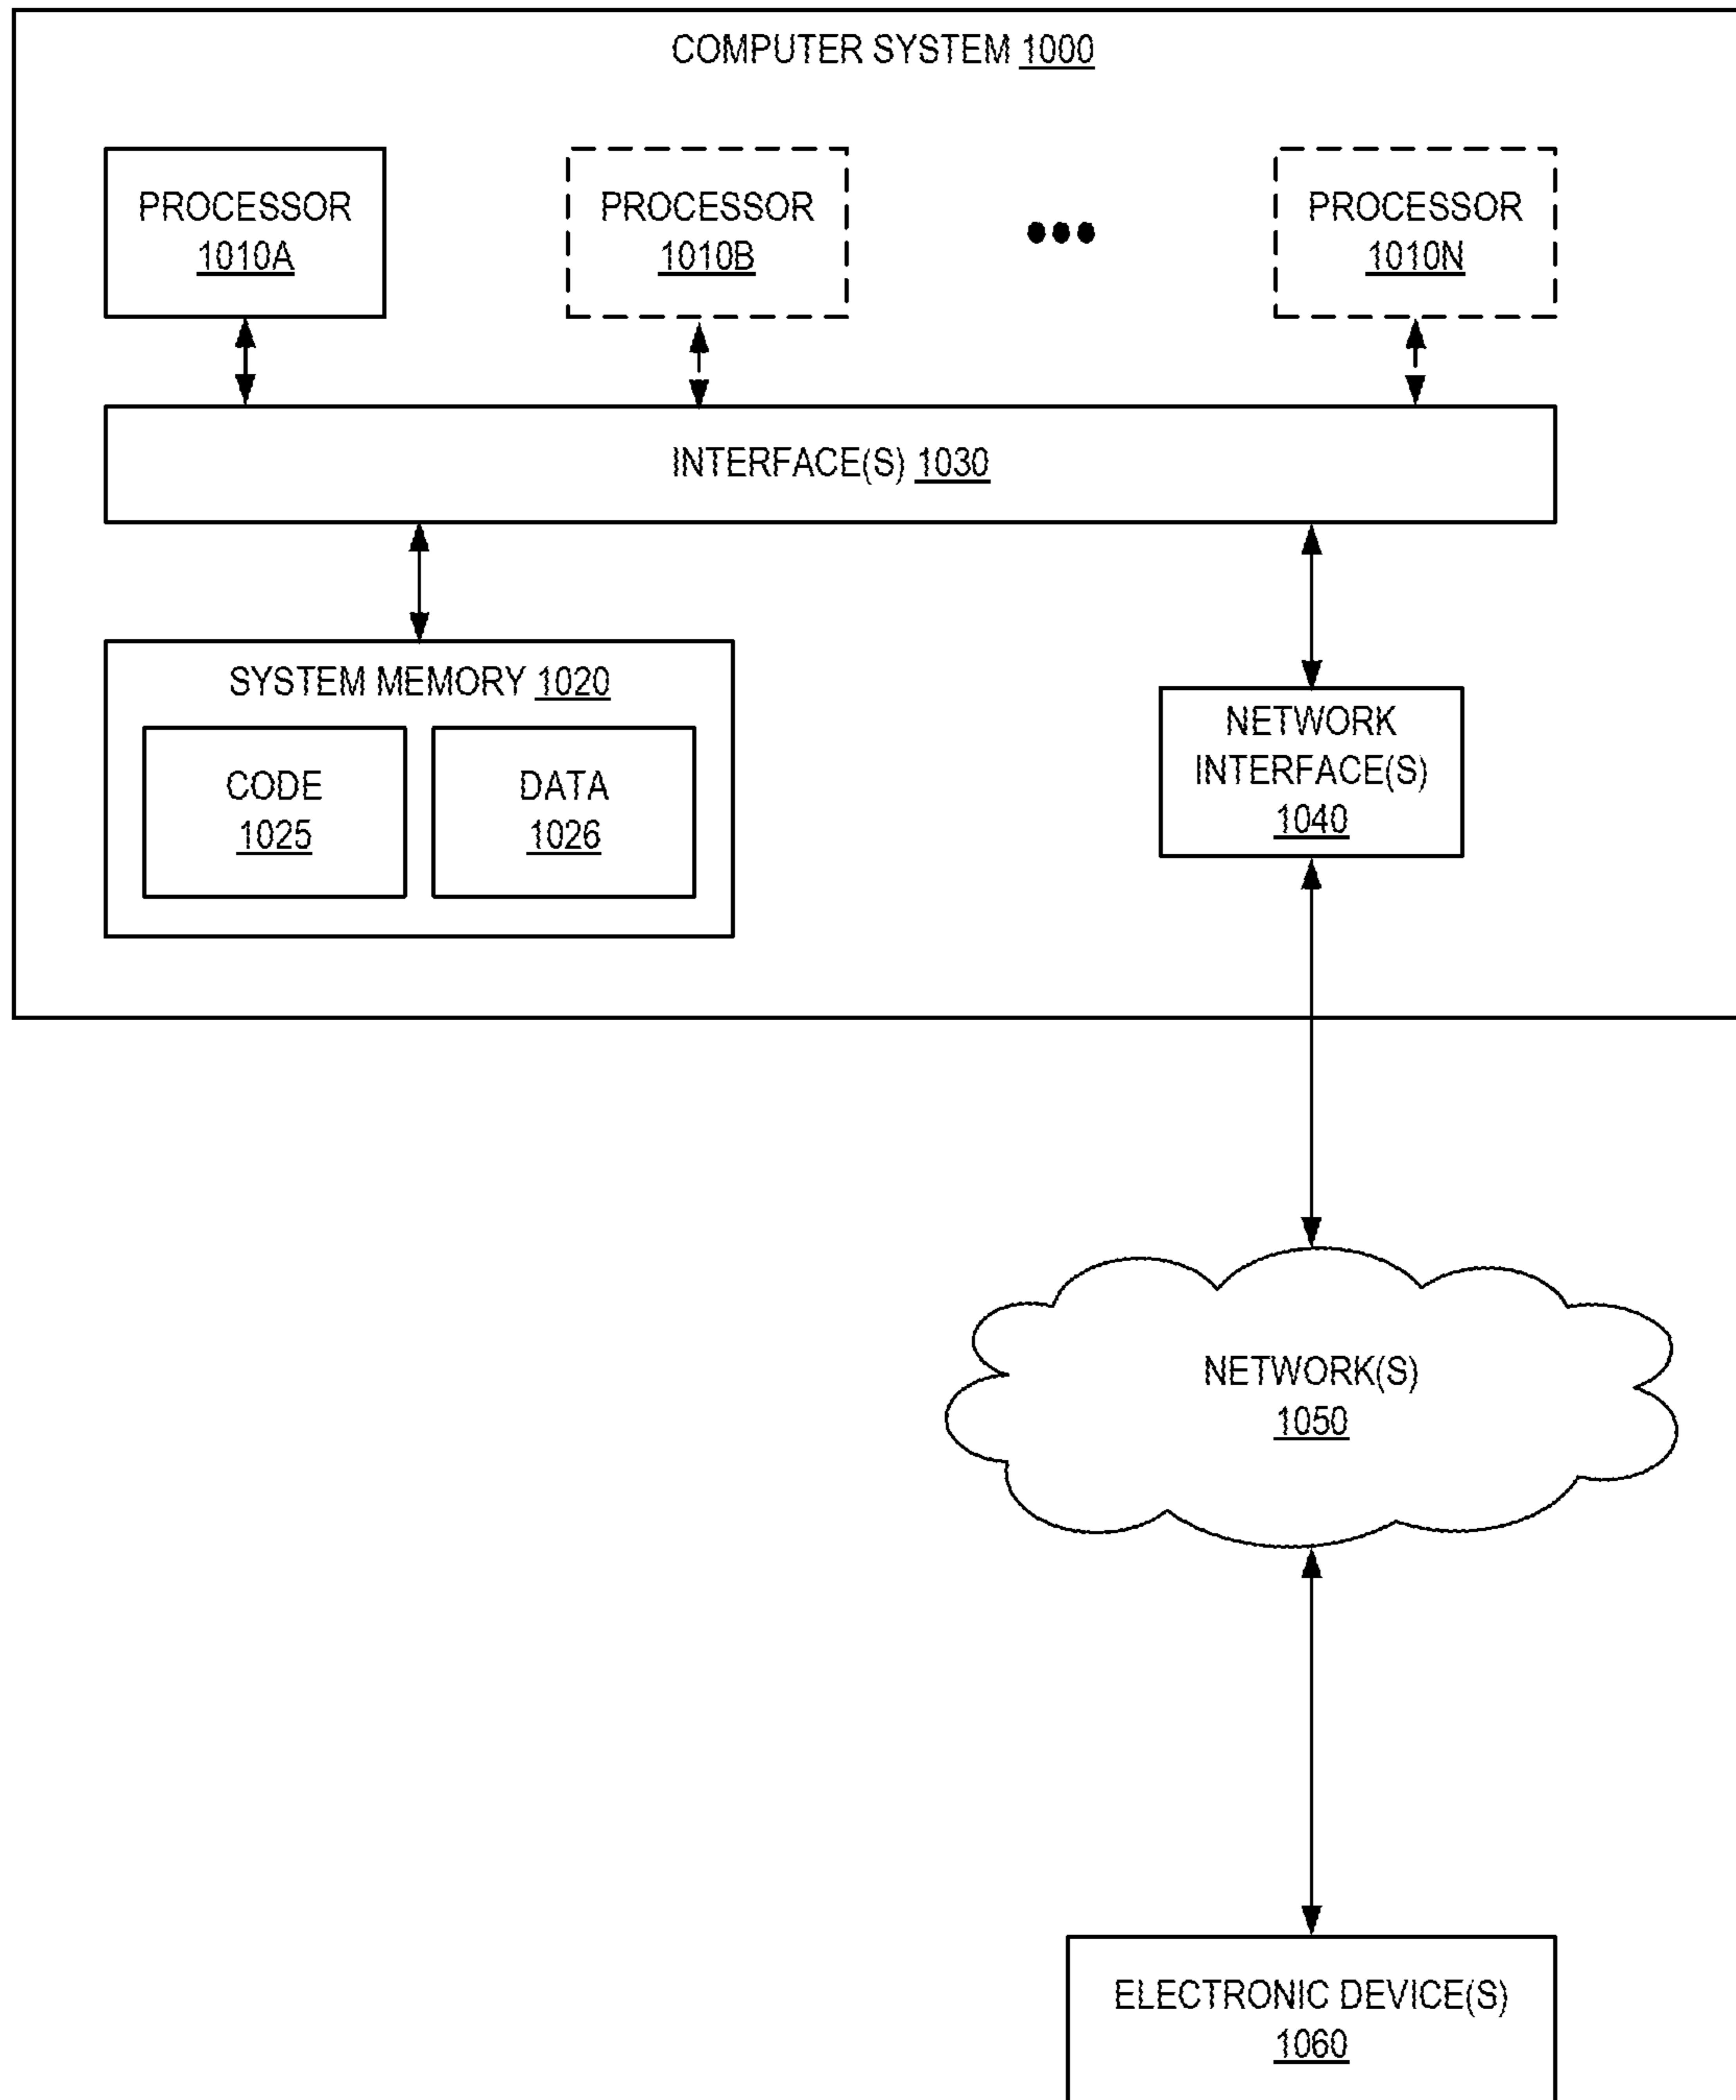 COMPUTER SYSTEM 1000
PROCESSOR
1010A
PROCESSOR
1010B
PROCESSOR
1010N
INTERFACE(S) 1030
SYSTEM MEMORY 1020
CODE
1025
DATA
1026
NETWORK
INTERFACE(S)
1040
NETWORK(S)
1050
ELECTRONIC DEVICE(S)
1060